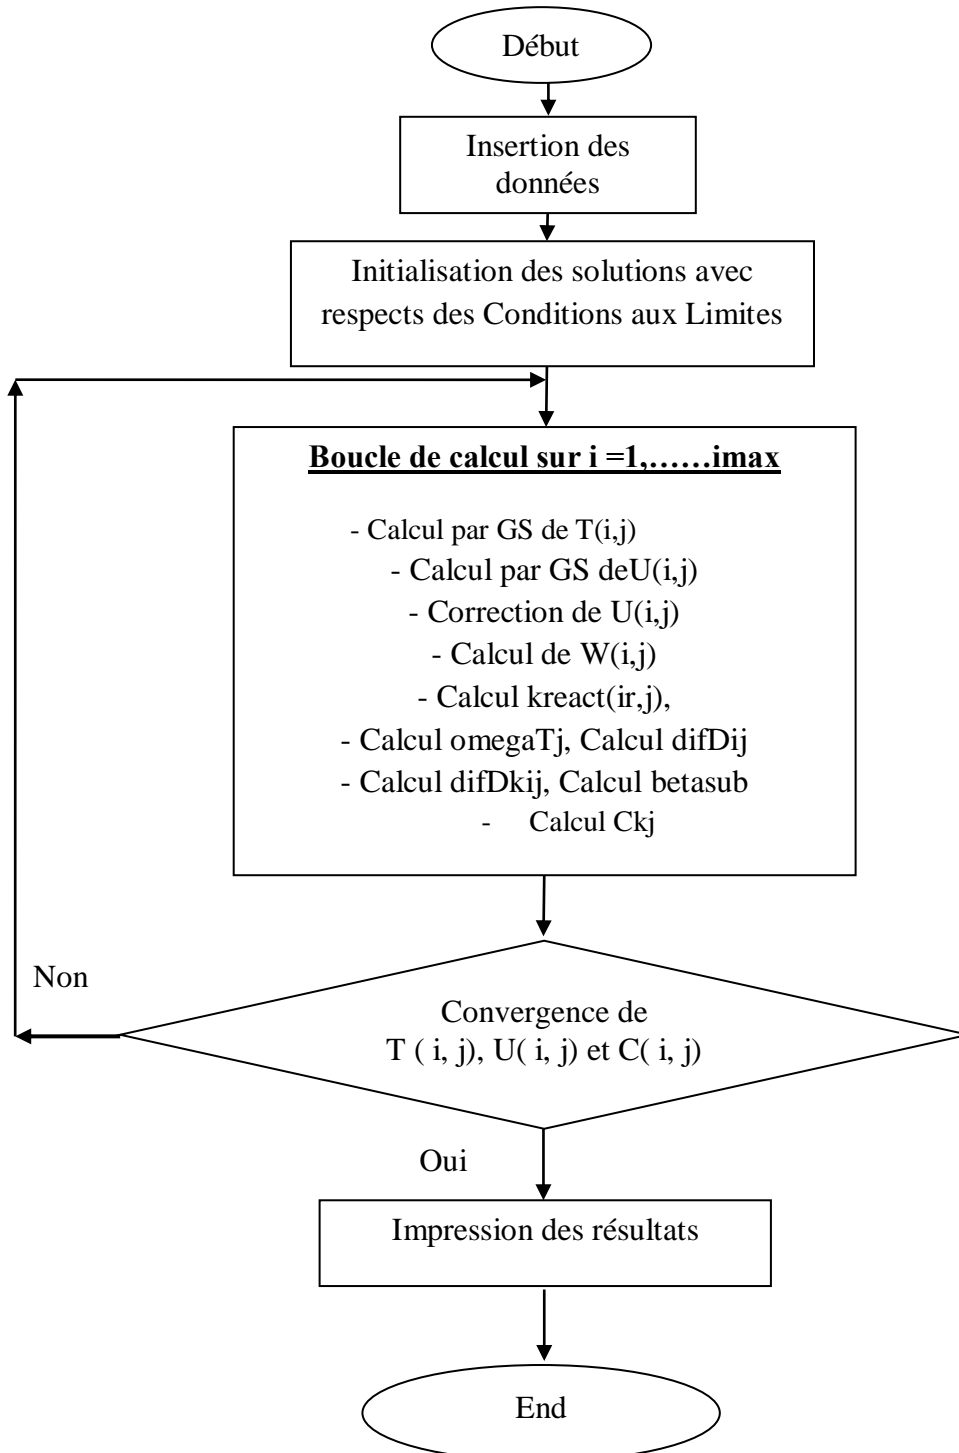 Début
Insertion des
données
Initialisation des solutions avec
respects des Conditions aux Limites
Boucle de calcul sur i =1,……imax
- Calcul par GS de T(i,j)
- Calcul par GS deU(i,j)
- Correction de U(i,j)
- Calcul de W(i,j)
- Calcul kreact(ir,j),
- Calcul omegaTj, Calcul difDij
- Calcul difDkij, Calcul betasub
- Calcul Ckj
Non
Convergence de
T ( i, j), U( i, j) et C( i, j)
Oui
Impression des résultats
End